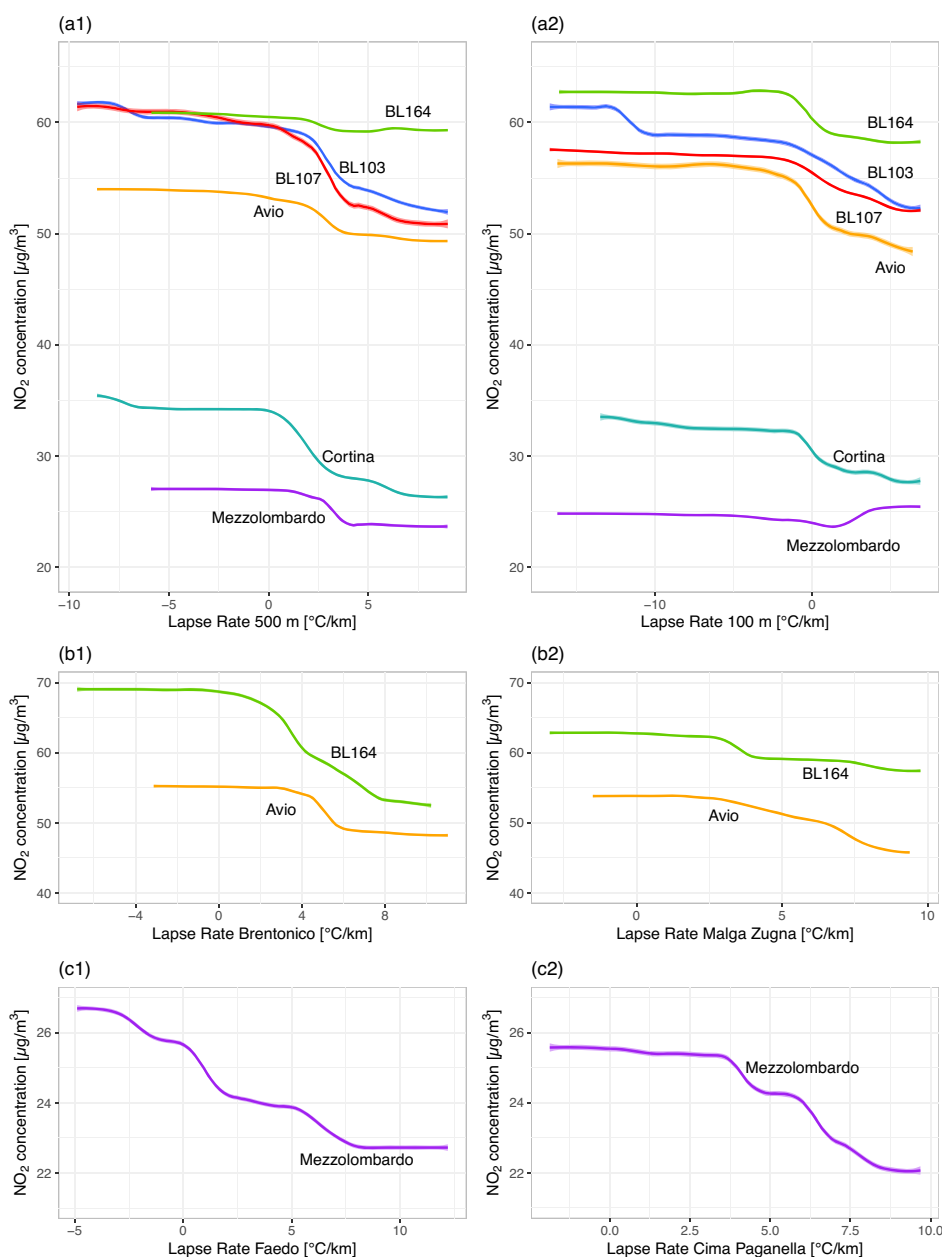 (a1)
(a2)
NO₂ concentration [µg/m³]
60
50
40
30
20
BL164
BL103
BL107
Avio
Cortina
Mezzolombardo
−10
−5
0
5
Lapse Rate 500 m [°C/km]
NO₂ concentration [µg/m³]
60
50
40
30
20
BL164
BL103
BL107
Avio
Cortina
Mezzolombardo
−10
0
Lapse Rate 100 m [°C/km]
(b1)
(b2)
NO₂ concentration [µg/m³]
70
60
50
40
BL164
Avio
−4
0
4
8
Lapse Rate Brentonico [°C/km]
NO₂ concentration [µg/m³]
70
60
50
40
BL164
Avio
0
5
10
Lapse Rate Malga Zugna [°C/km]
(c1)
(c2)
NO₂ concentration [µg/m³]
26
24
22
Mezzolombardo
−5
0
5
10
Lapse Rate Faedo [°C/km]
NO₂ concentration [µg/m³]
26
24
22
Mezzolombardo
0.0
2.5
5.0
7.5
10.0
Lapse Rate Cima Paganella [°C/km]